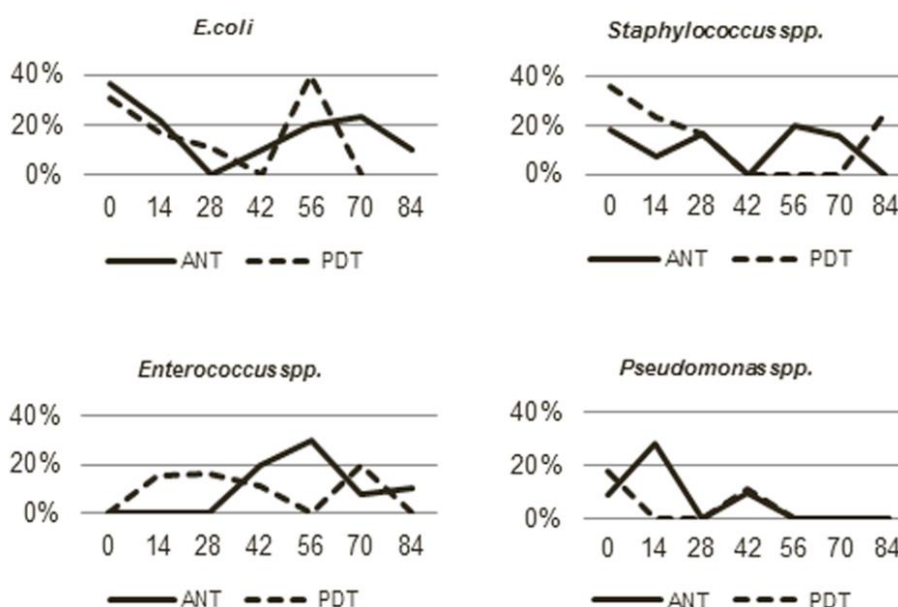 E.coli
40%
20%
0%
0 14 28 42 56 70 84
ANT PDT
Staphylococcus spp.
40%
20%
0%
0 14 28 42 56 70 84
ANT PDT
Enterococcus spp.
40%
20%
0%
0 14 28 42 56 70 84
ANT PDT
Pseudomonas spp.
40%
20%
0%
0 14 28 42 56 70 84
ANT PDT